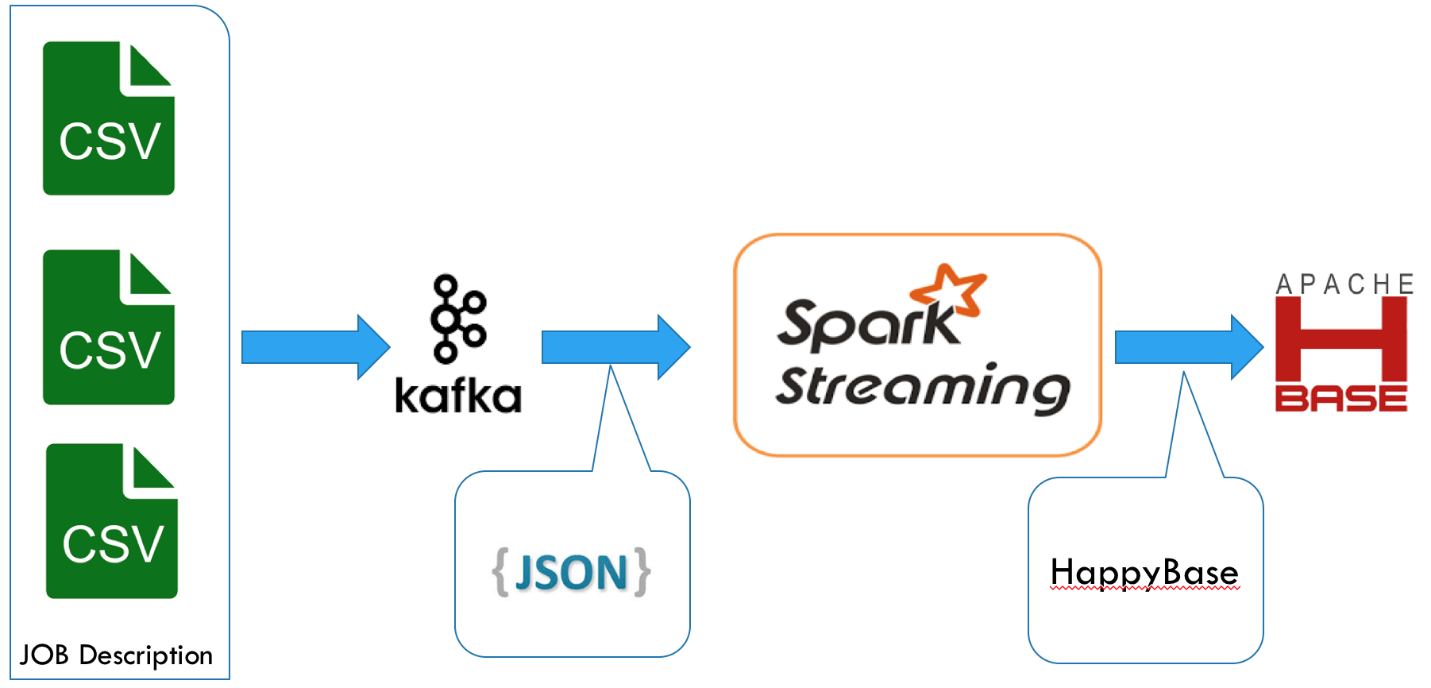 CSV
CSV
CSV
JOB Description
kafka
{JSON}
Spark
Streaming
HappyBase
APACHE
H
BASE